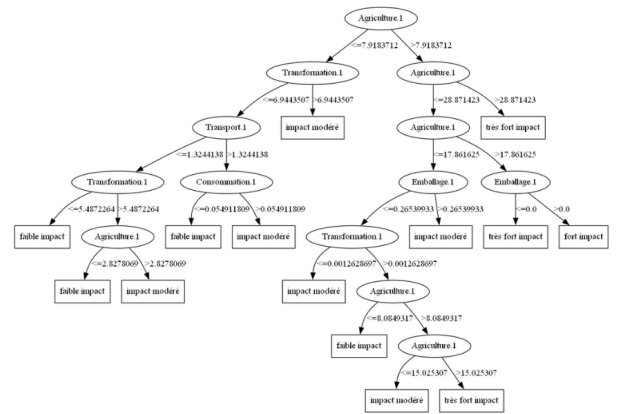 Agriculture.1
<=7.9183712 >7.9183712
Transformation.1 Agriculture.1
<=6.9443507 >6.9443507 <=28.871423 >28.871423
Transport.1 impact modéré Agriculture.1 très fort impact
<=1.3244138 >1.3244138 <=17.861625 >17.861625
Transformation.1 Consommation.1 Emballage.1 Emballage.1
<=5.4872264 >5.4872264 <=0.054911809 >0.054911809 <=0.26539933 >0.26539933 <=0.0 >0.0
faible impact Agriculture.1 faible impact impact modéré Transformation.1 impact modéré très fort impact fort impact
<=2.8278069 >2.8278069 <=0.0012628697 >0.0012628697
faible impact impact modéré impact modéré Agriculture.1
<=8.0849317 >8.0849317
faible impact Agriculture.1
<=15.025307 >15.025307
impact modéré très fort impact